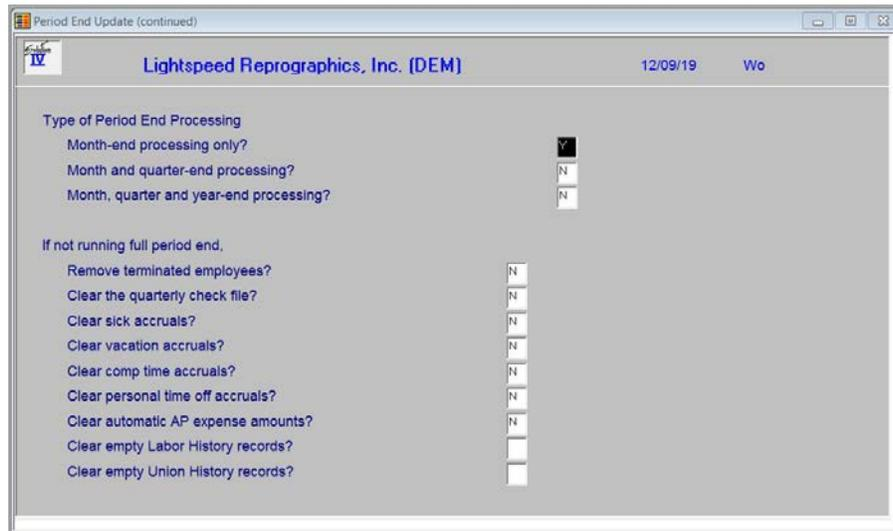 Period End Update (continued)
IV
Lightspeed Reprographics, Inc. (DEM) 12/09/19 Wo
Type of Period End Processing
Month-end processing only? Y
Month and quarter-end processing? N
Month, quarter and year-end processing? N
If not running full period end,
Remove terminated employees? N
Clear the quarterly check file? N
Clear sick accruals? N
Clear vacation accruals? N
Clear comp time accruals? N
Clear personal time off accruals? N
Clear automatic AP expense amounts? N
Clear empty Labor History records?
Clear empty Union History records?